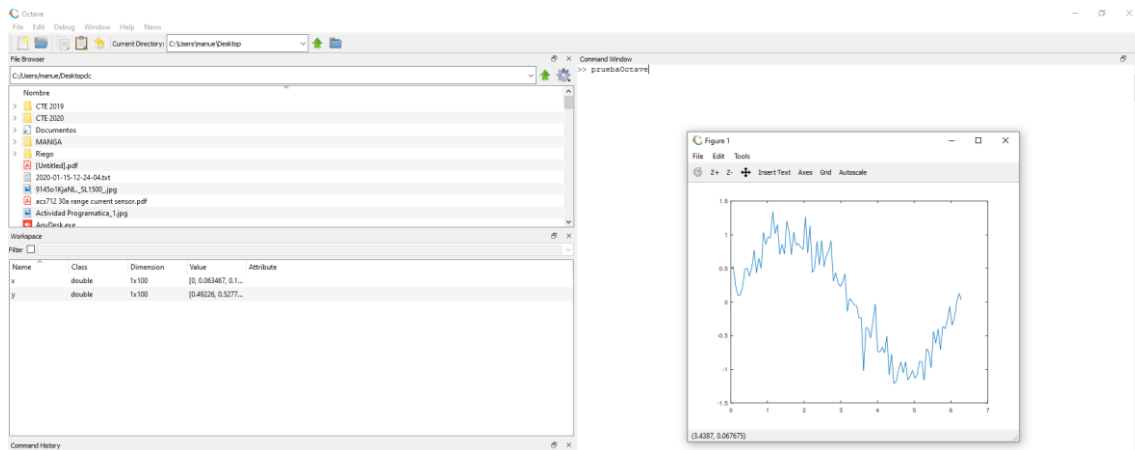 Octave
File Edit Debug Window Help News
Current Directory: C:\Users\manue\Desktop
File Browser
C:/Users/manue/Desktopclc
Nombre
CTE 2019
CTE 2020
Documentos
MANGA
Riego
[Untitled].pdf
2020-01-15-12-24-04.txt
9145o1KjaNL._SL1500_.jpg
acs712 30a range current sensor.pdf
Actividad Programatica_1.jpg
AnyDesk.exe
Workspace
Filter
Name Class Dimension Value Attribute
x double 1x100 [0, 0.063467, 0.1...
y double 1x100 [0.49226, 0.5277...
Command History
Command Window
>> pruebaOctave
Figure 1
File Edit Tools
Z+ Z- Insert Text Axes Grid Autoscale
1.5
1
0.5
0
-0.5
-1
-1.5
0 1 2 3 4 5 6 7
(3.4387, 0.067675)